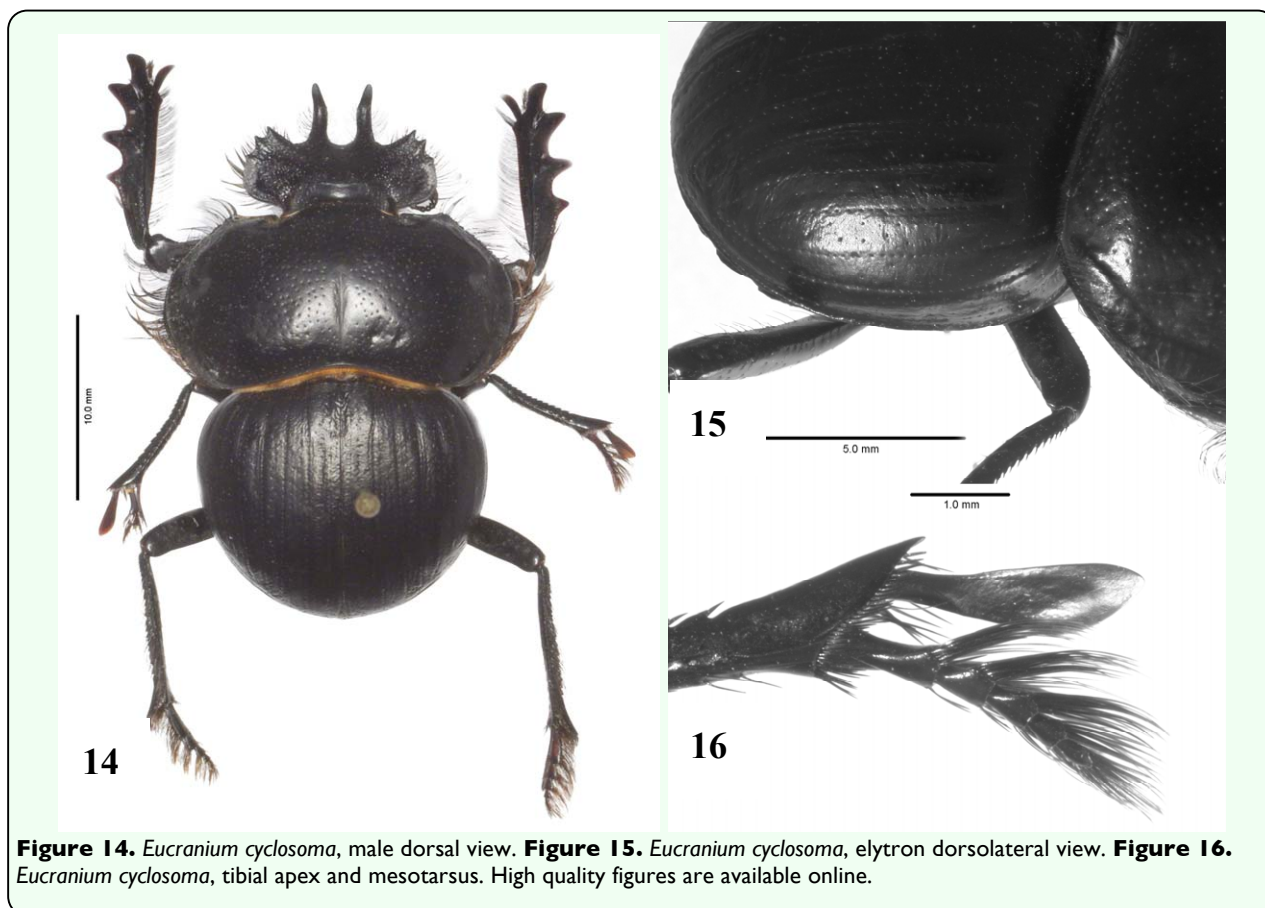 10.0 mm
14
15
5.0 mm
1.0 mm
16
Figure 14. Eucranium cyclosoma, male dorsal view. Figure 15. Eucranium cyclosoma, elytron dorsolateral view. Figure 16.
Eucranium cyclosoma, tibial apex and mesotarsus. High quality figures are available online.